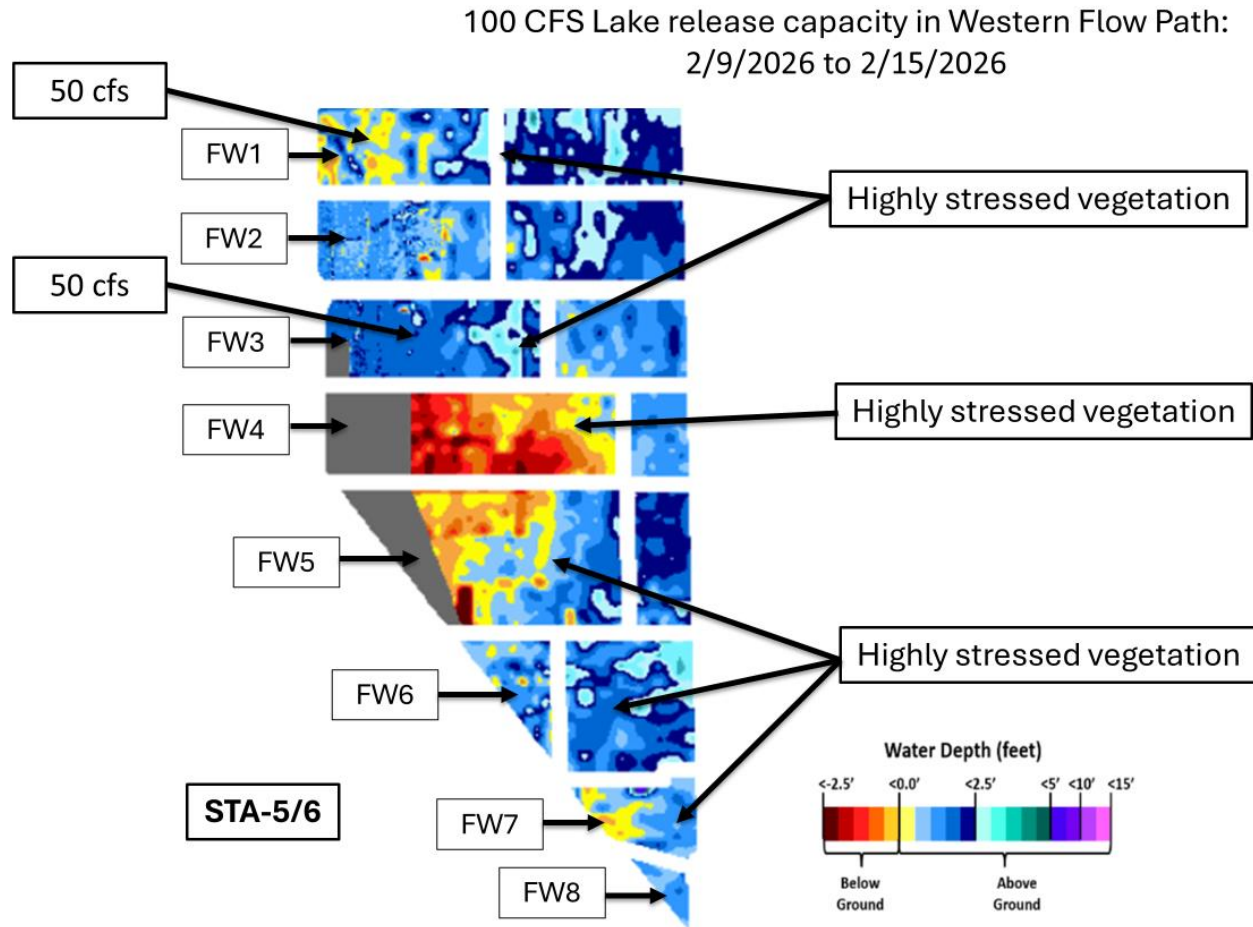 100 CFS Lake release capacity in Western Flow Path:
2/9/2026 to 2/15/2026
50 cfs
FW1
Highly stressed vegetation
FW2
50 cfs
FW3
FW4
Highly stressed vegetation
FW5
Highly stressed vegetation
FW6
STA-5/6
FW7
FW8
Water Depth (feet)
<-2.5' <0.0' <2.5' <5' <10' <15'
Below
Ground
Above
Ground